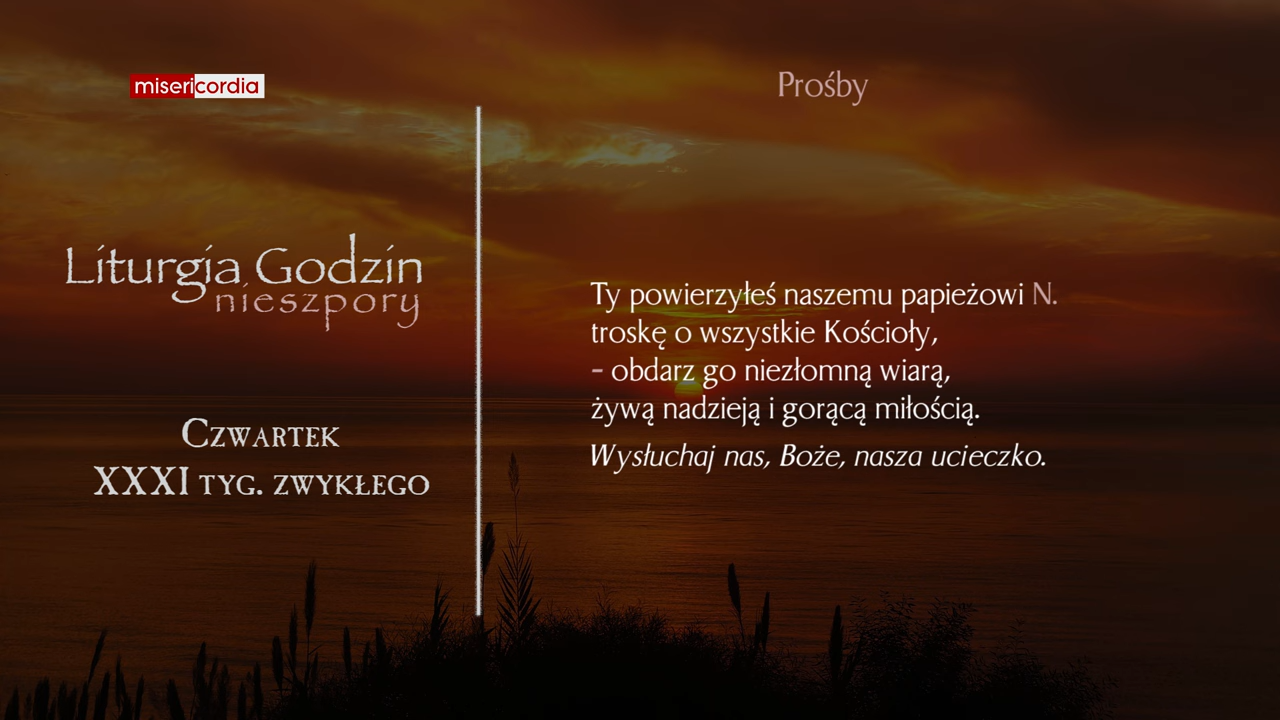 misericordia
Prośby
Liturgia Godzin
nieszpory
Czwartek
XXXI tyg. zwykłego
Ty powierzyłeś naszemu papieżowi N.
troskę o wszystkie Kościoły,
- obdarz go niezłomną wiarą,
żywą nadzieją i gorącą miłością.
Wysłuchaj nas, Boże, nasza ucieczko.